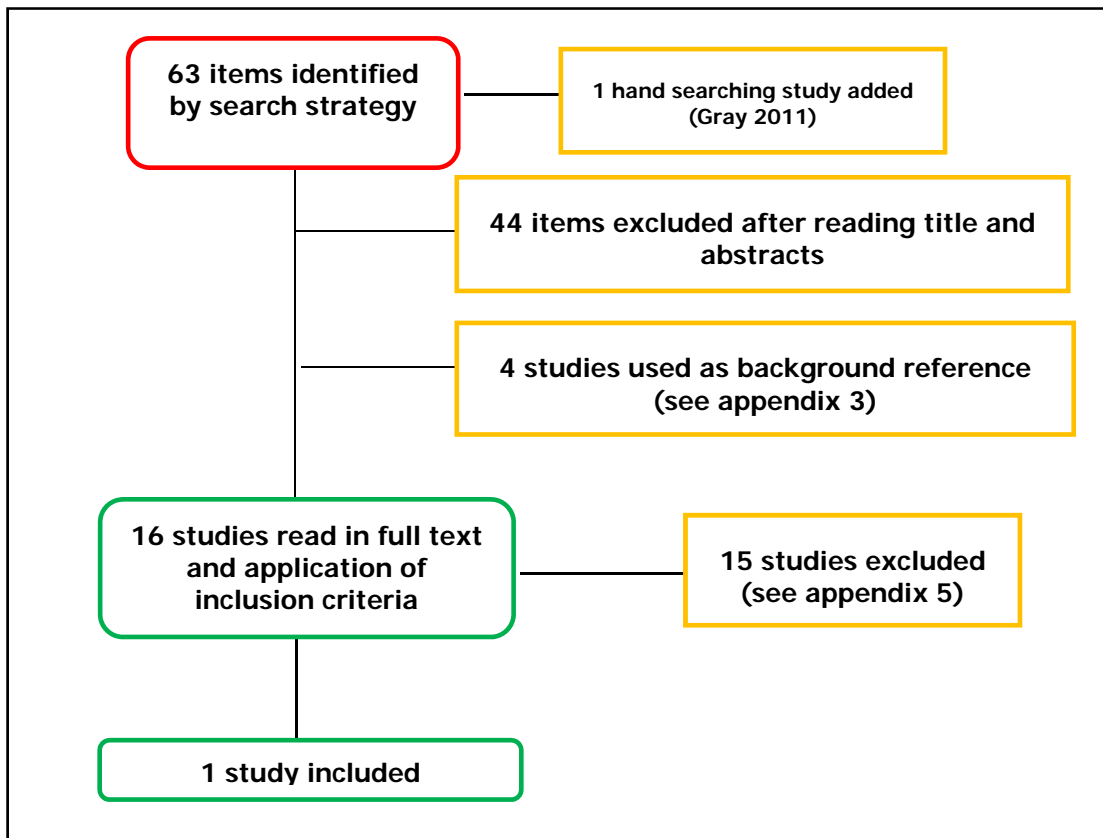 63 items identified
by search strategy
1 hand searching study added
(Gray 2011)
44 items excluded after reading title and
abstracts
4 studies used as background reference
(see appendix 3)
16 studies read in full text
and application of
inclusion criteria
15 studies excluded
(see appendix 5)
1 study included